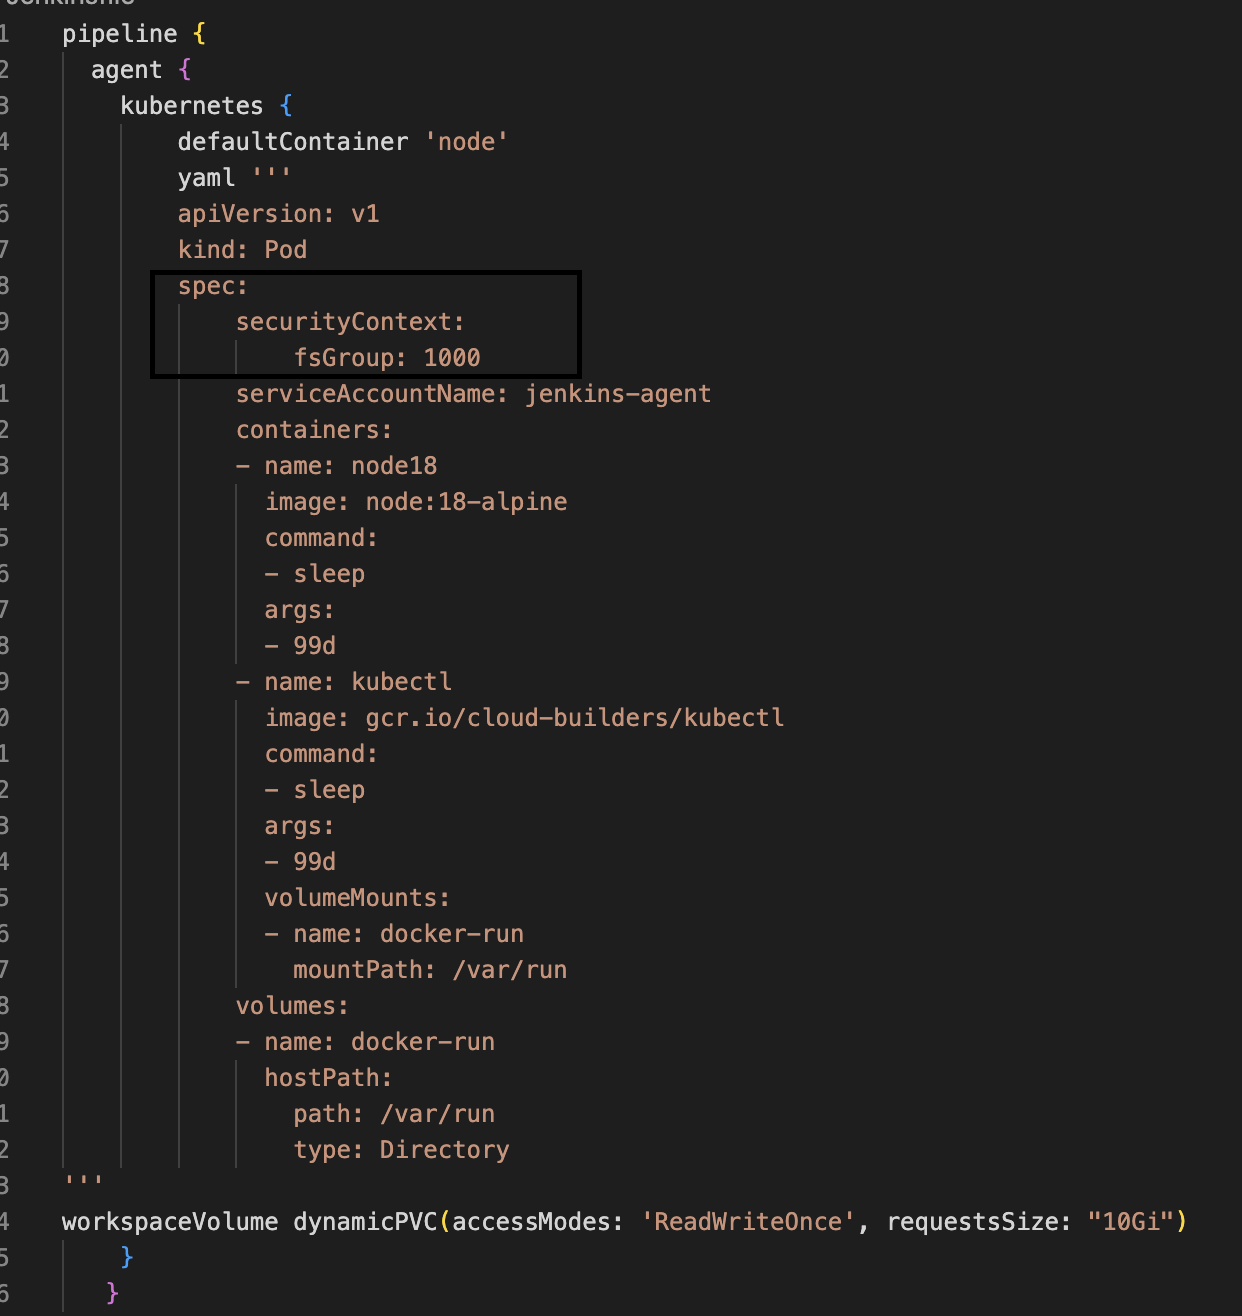 1 pipeline {
2 agent {
3 kubernetes {
4 defaultContainer 'node'
5 yaml '''
6 apiVersion: v1
7 kind: Pod
8 spec:
9 securityContext:
0 fsGroup: 1000
1 serviceAccountName: jenkins-agent
2 containers:
3 - name: node18
4 image: node:18-alpine
5 command:
6 - sleep
7 args:
8 - 99d
9 - name: kubectl
0 image: gcr.io/cloud-builders/kubectl
1 command:
2 - sleep
3 args:
4 - 99d
5 volumeMounts:
6 - name: docker-run
7 mountPath: /var/run
8 volumes:
9 - name: docker-run
0 hostPath:
1 path: /var/run
2 type: Directory
3 '''
4 workspaceVolume dynamicPVC(accessModes: 'ReadWriteOnce', requestsSize: "10Gi")
5 }
6 }